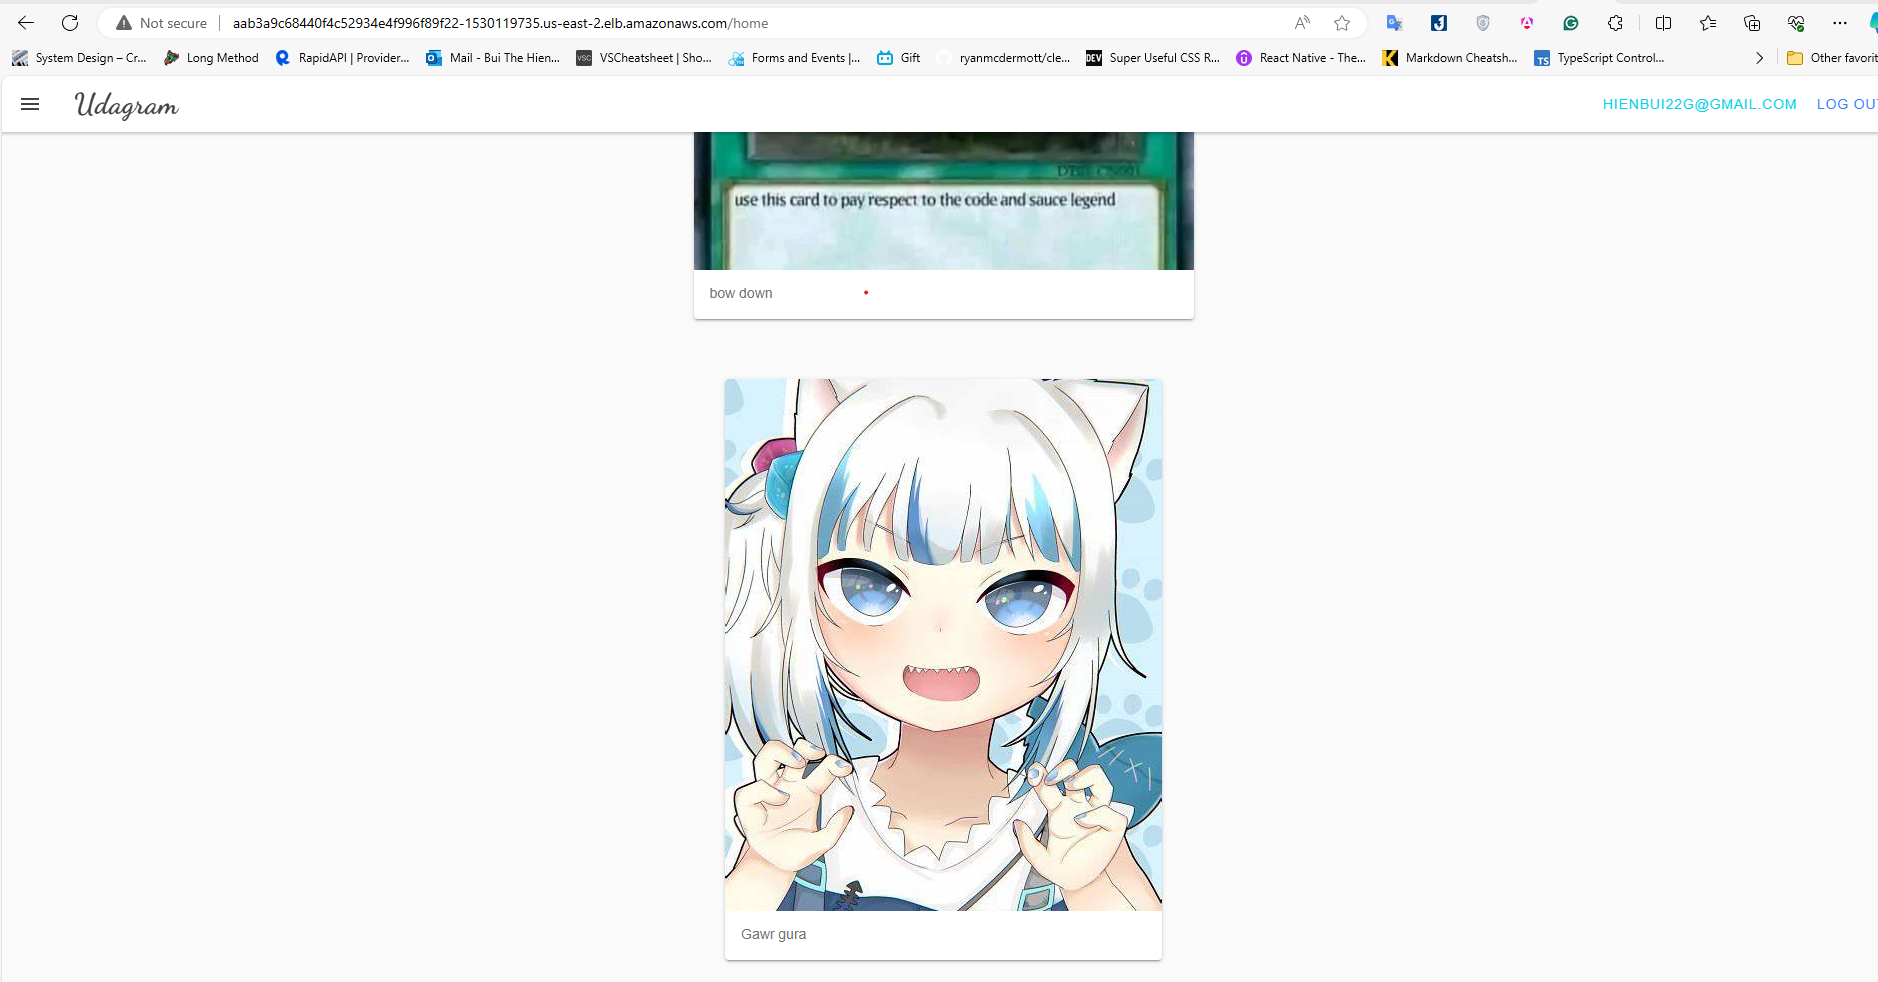 Not secure aab3a9c68440f4c52934e4f996f89f22-1530119735.us-east-2.elb.amazonaws.com/home
System Design – Cr... Long Method RapidAPI | Provider... Mail - Bui The Hien... VSCheatsheet | Sho... Forms and Events |... Gift ryanmcdermott/cle... Super Useful CSS R... React Native - The... Markdown Cheatsh... TypeScript Control... Other favorit
Udagram HIENBUI22G@GMAIL.COM LOG OUT
use this card to pay respect to the code and sauce legend
bow down
Gawr gura